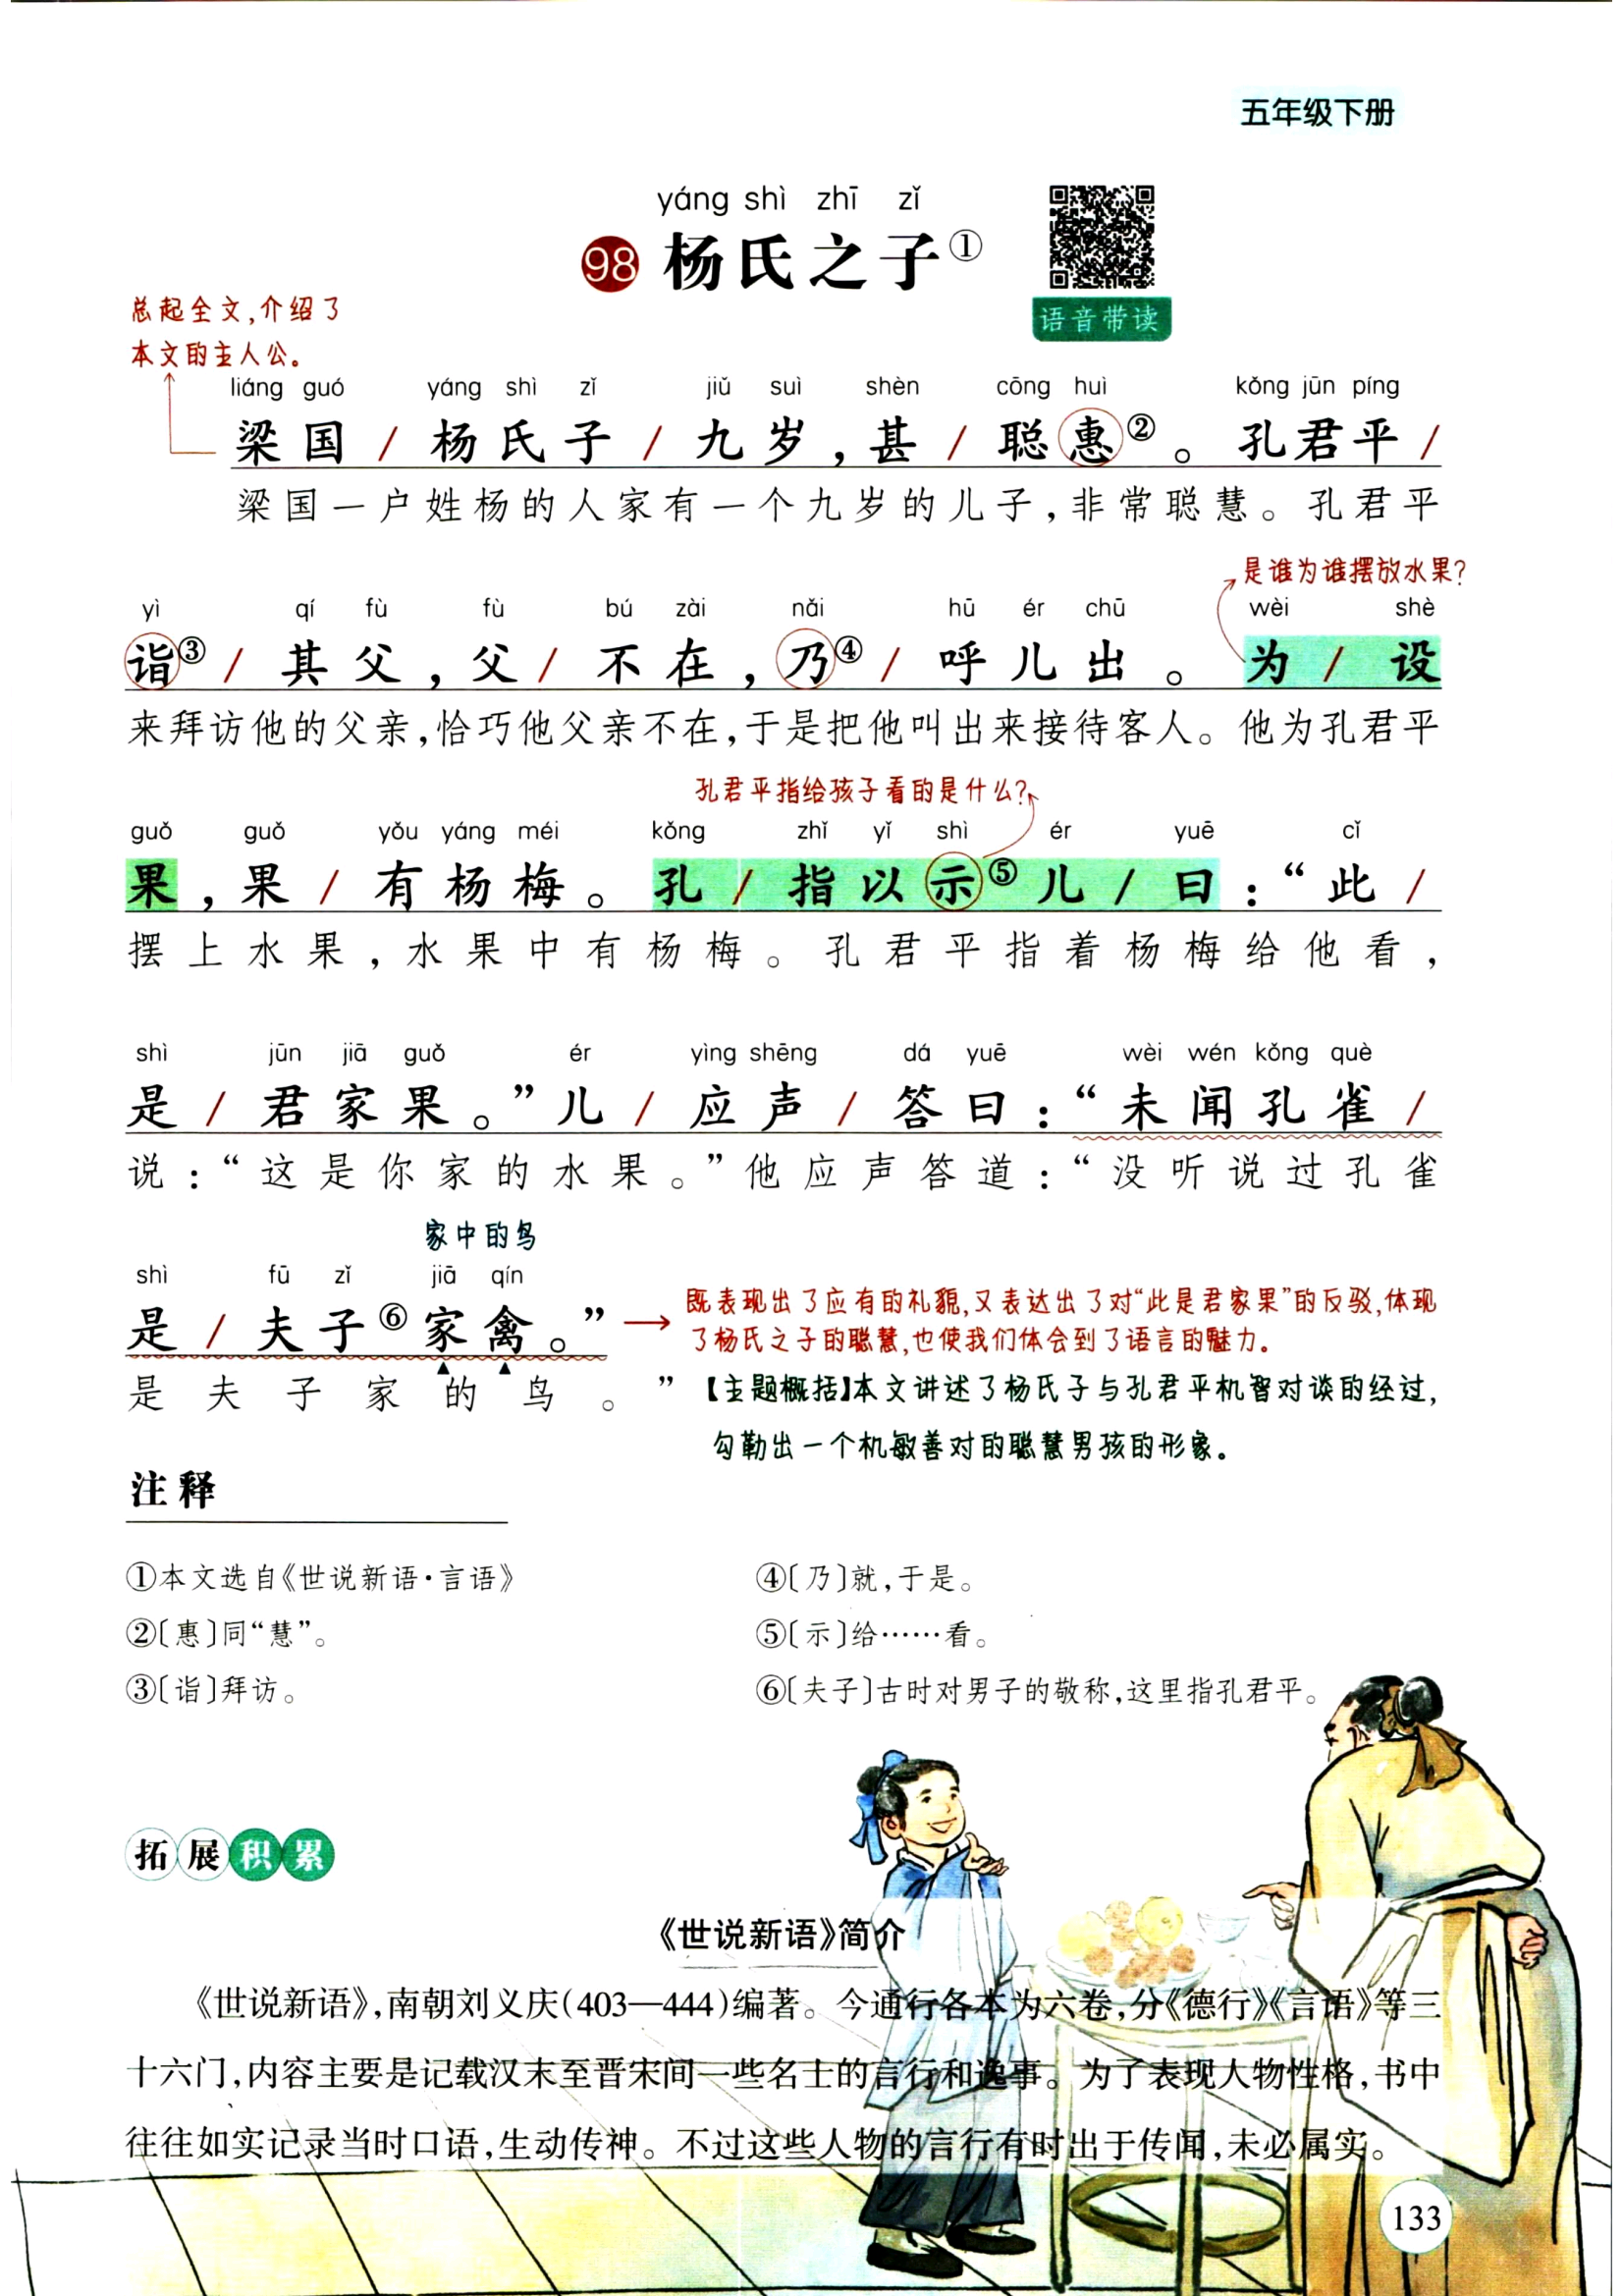 五年级下册
yáng shì zhī zǐ
98 杨氏之子①
语音带读
总起全文,介绍了
本文的主人公。
liáng guó yáng shì zǐ jiǔ suì shèn cōng huì kǒng jūn píng
梁国 / 杨氏子 / 九岁,甚 / 聪惠②。孔君平 /
梁国一户姓杨的人家有一个九岁的儿子,非常聪慧。孔君平
是谁为谁摆放水果?
yì qí fù fù bú zài nǎi hū ér chū wèi shè
诣③ / 其父,父 / 不在,乃④ / 呼儿出。为 / 设
来拜访他的父亲,恰巧他父亲不在,于是把他叫出来接待客人。他为孔君平
孔君平指给孩子看的是什么?
guǒ guǒ yǒu yáng méi kǒng zhǐ yǐ shì ér yuē cǐ
果,果 / 有杨梅。孔 / 指以示⑤儿 / 曰:“此 /
摆上水果,水果中有杨梅。孔君平指着杨梅给他看,
shì jūn jiā guǒ ér yìng shēng dá yuē wèi wén kǒng què
是 / 君家果。”儿 / 应声 / 答曰:“未闻孔雀 /
说:“这是你家的水果。”他应声答道:“没听说过孔雀
家中的鸟
shì fū zǐ jiā qín
是 / 夫子⑥家禽。”
既表现出了应有的礼貌,又表达出了对“此是君家果”的反驳,体现
了杨氏之子的聪慧,也使我们体会到了语言的魅力。
是夫子家的鸟。”
【主题概括】本文讲述了杨氏子与孔君平机智对谈的经过,
勾勒出一个机敏善对的聪慧男孩的形象。
注释
①本文选自《世说新语·言语》
②〔惠〕同“慧”。
③〔诣〕拜访。
④〔乃〕就,于是。
⑤〔示〕给……看。
⑥〔夫子〕古时对男子的敬称,这里指孔君平。
拓展积累
《世说新语》简介
《世说新语》,南朝刘义庆(403—444)编著。今通行各本为六卷,分《德行》《言语》等三
十六门,内容主要是记载汉末至晋宋间一些名士的言行和逸事。为了表现人物性格,书中
往往如实记录当时口语,生动传神。不过这些人物的言行有时出于传闻,未必属实。
133